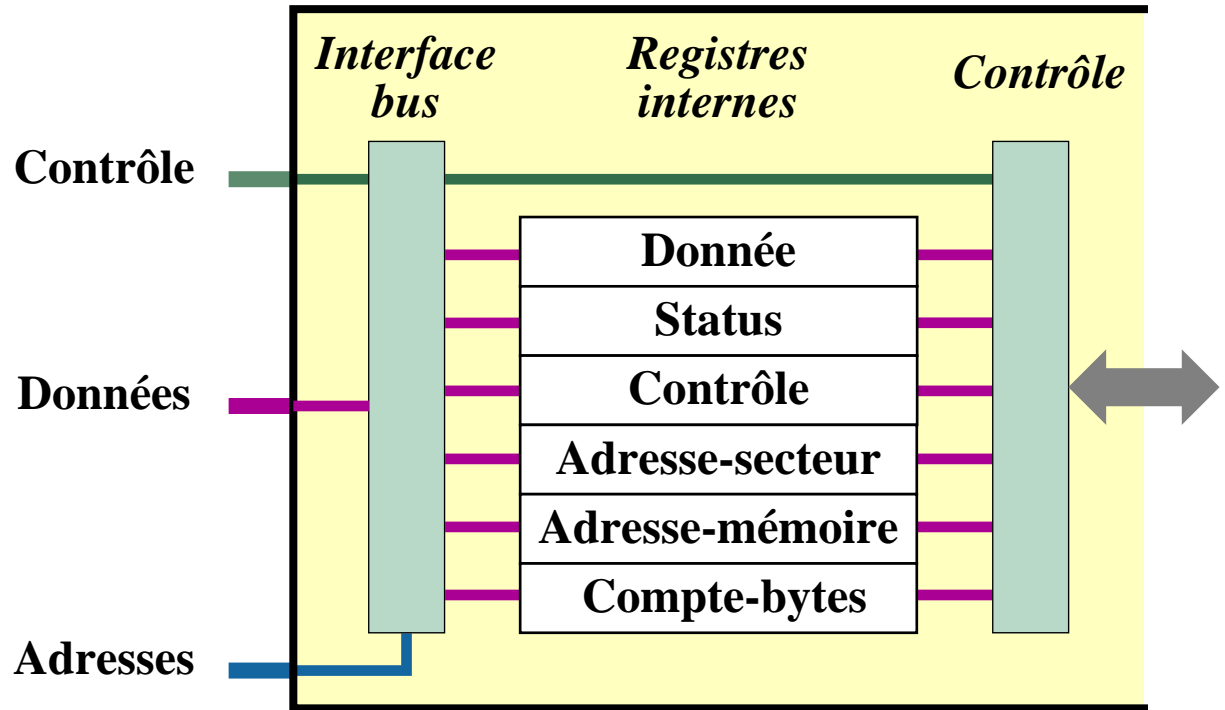 Interface
bus
Registres
internes
Contrôle
Contrôle
Données
Adresses
Donnée
Status
Contrôle
Adresse-secteur
Adresse-mémoire
Compte-bytes